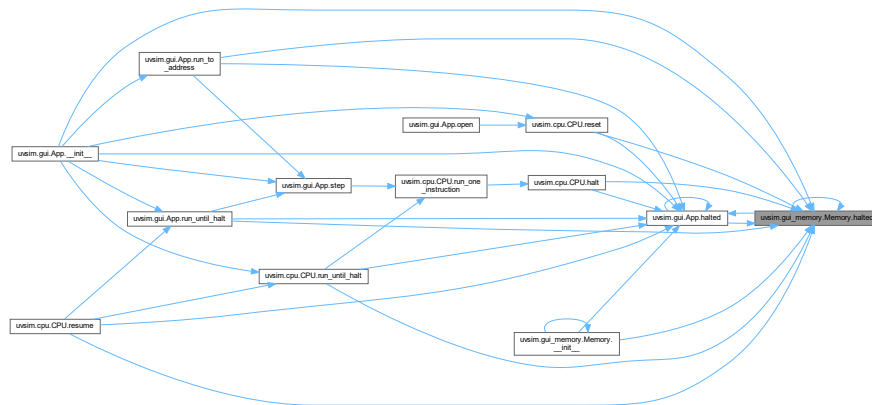 uvsim.gui.App.run_to
_address
uvsim.gui.App.open
uvsim.cpu.CPU.reset
uvsim.gui.App.__init__
uvsim.gui.App.step
uvsim.cpu.CPU.run_one
_instruction
uvsim.cpu.CPU.halt
uvsim.gui.App.run_until_halt
uvsim.gui.App.halted
uvsim.gui_memory.Memory.halted
uvsim.cpu.CPU.run_until_halt
uvsim.cpu.CPU.resume
uvsim.gui_memory.Memory.
__init__